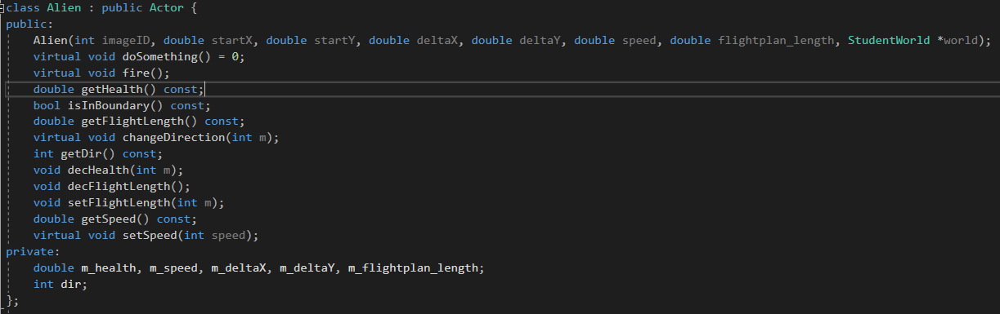 class Alien : public Actor {
public:
    Alien(int imageID, double startX, double startY, double deltaX, double deltaY, double speed, double flightplan_length, StudentWorld *world);
    virtual void doSomething() = 0;
    virtual void fire();
    double getHealth() const;
    bool isInBoundary() const;
    double getFlightLength() const;
    virtual void changeDirection(int m);
    int getDir() const;
    void decHealth(int m);
    void decFlightLength();
    void setFlightLength(int m);
    double getSpeed() const;
    virtual void setSpeed(int speed);
private:
    double m_health, m_speed, m_deltaX, m_deltaY, m_flightplan_length;
    int dir;
};